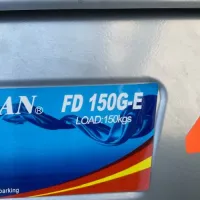 AN® FD 150G-E
LOAD:150kgs
parking